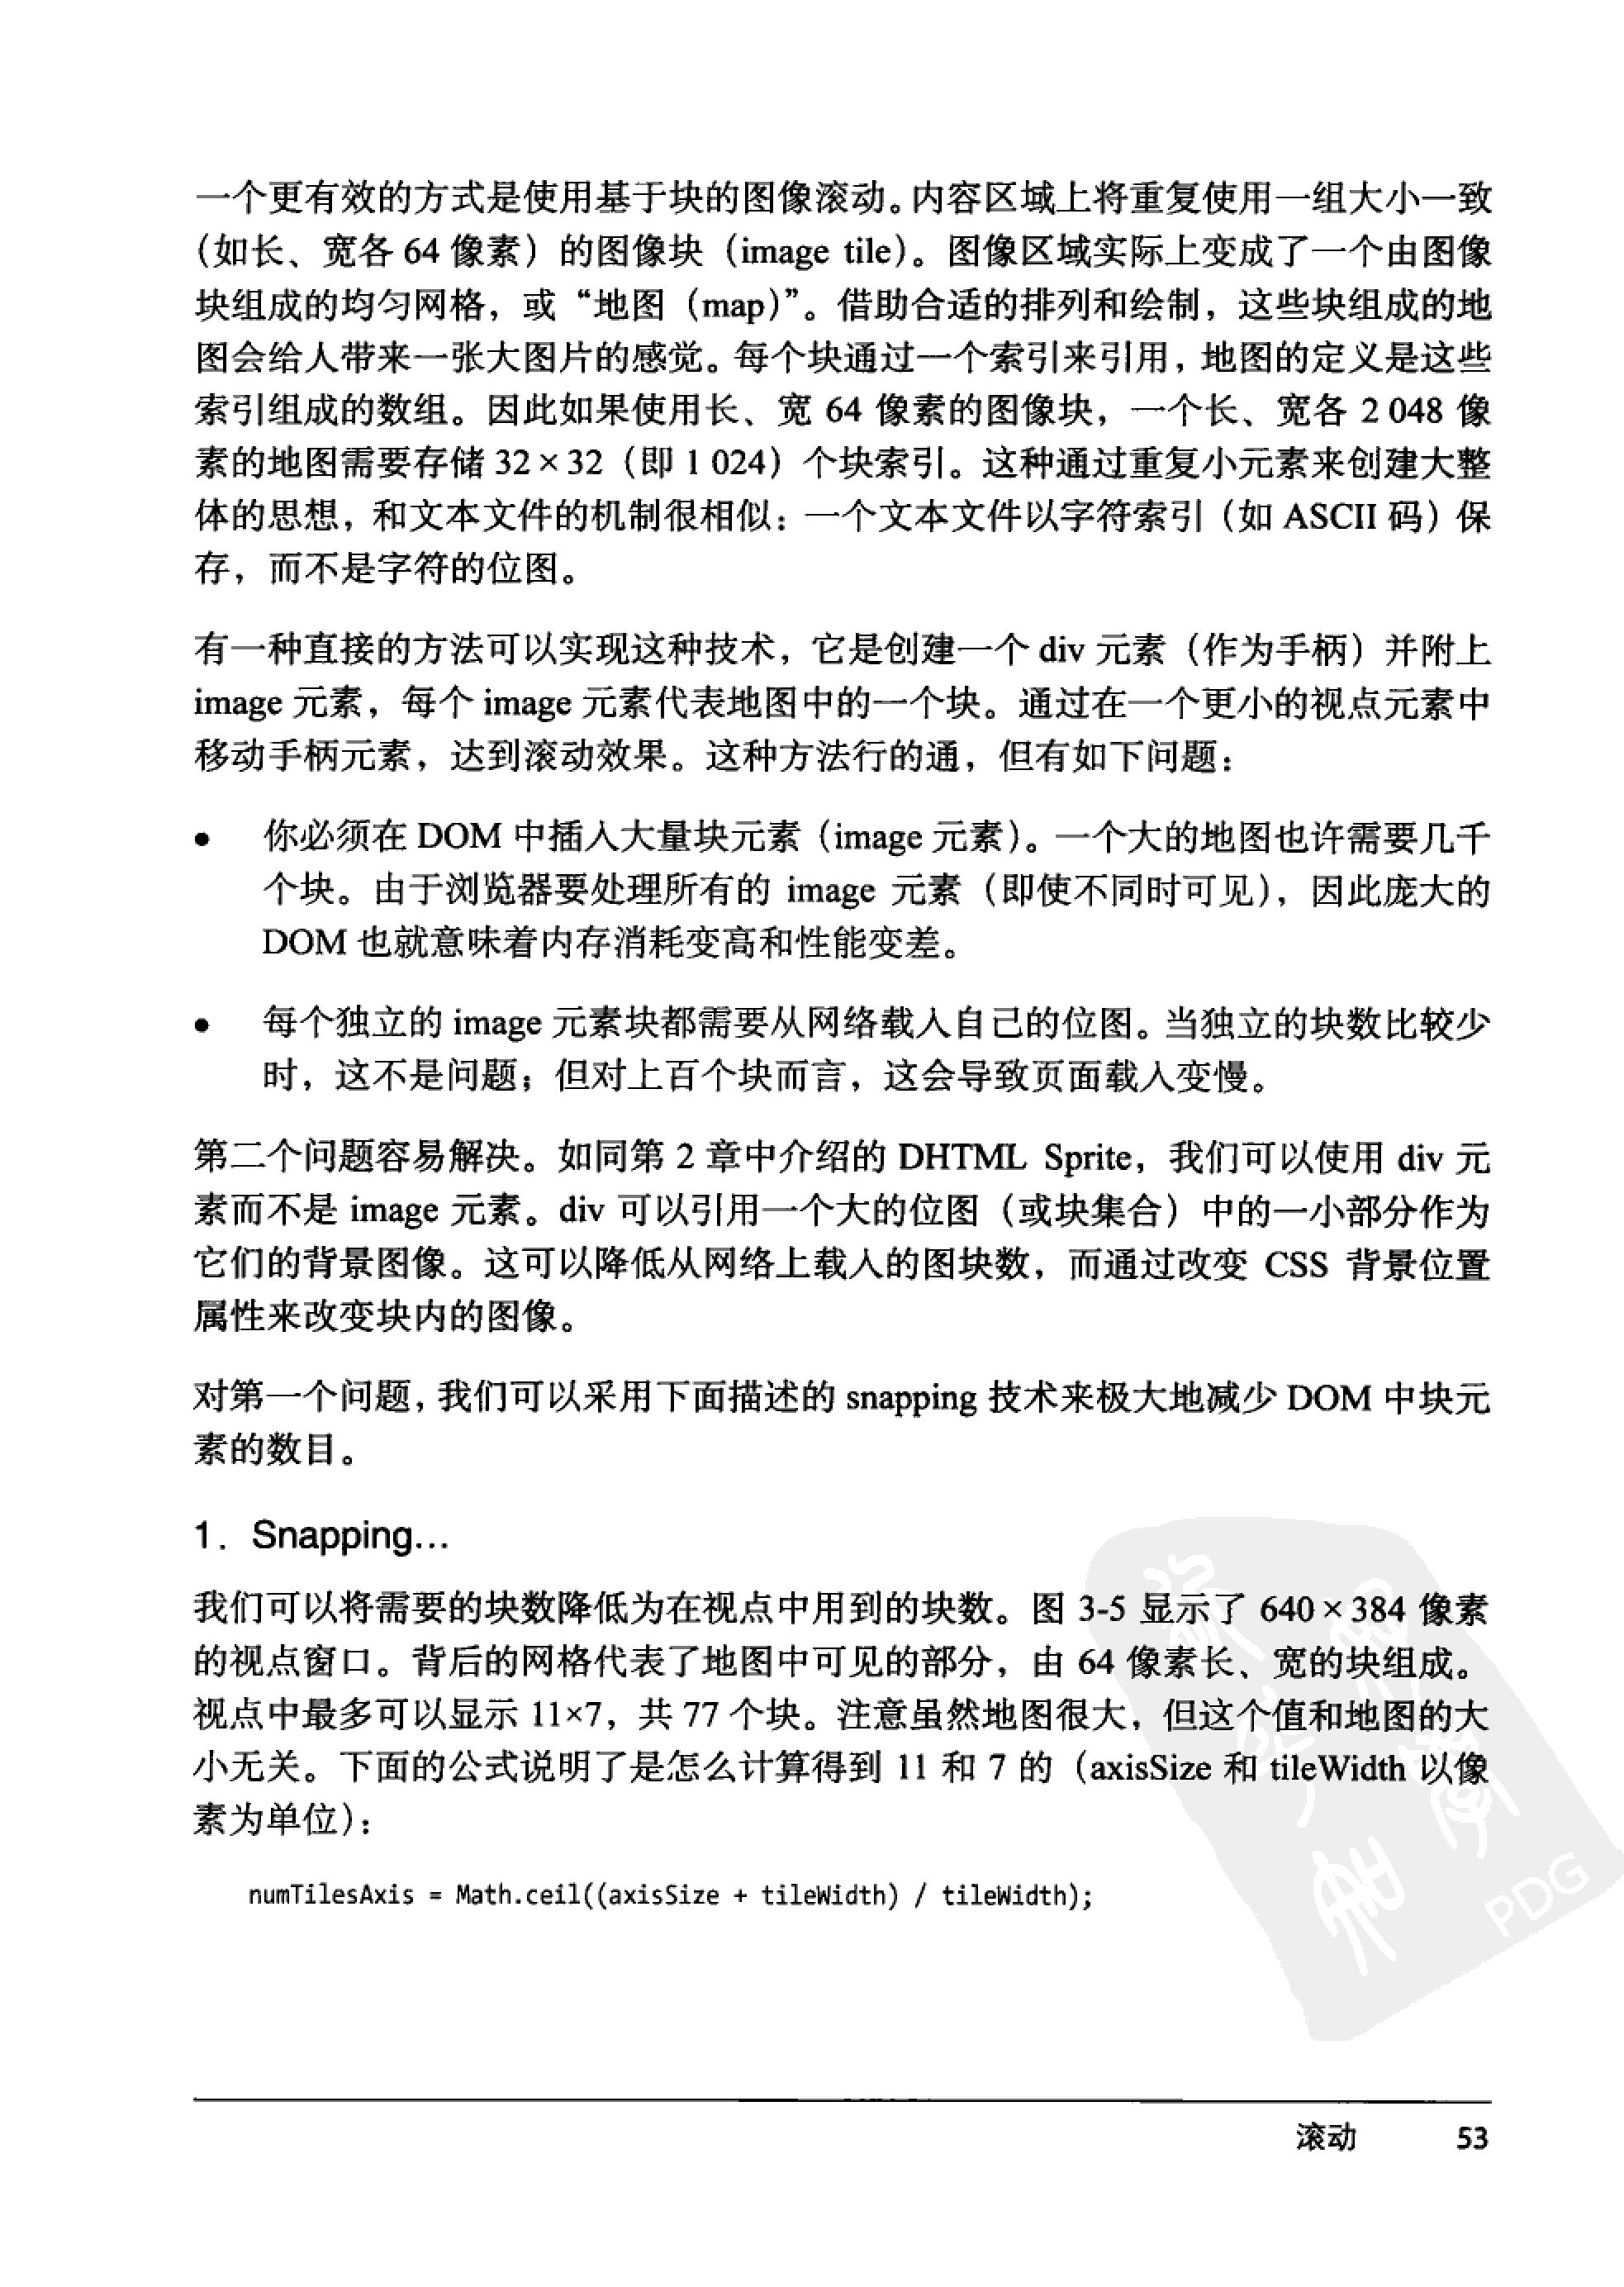 一个更有效的方式是使用基于块的图像滚动。内容区域上将重复使用一组大小一致
（如长、宽各 64 像素）的图像块（image tile）。图像区域实际上变成了一个由图像
块组成的均匀网格，或“地图（map）”。借助合适的排列和绘制，这些块组成的地
图会给人带来一张大图片的感觉。每个块通过一个索引来引用，地图的定义是这些
索引组成的数组。因此如果使用长、宽 64 像素的图像块，一个长、宽各 2 048 像
素的地图需要存储 32 × 32（即 1 024）个块索引。这种通过重复小元素来创建大整
体的思想，和文本文件的机制很相似：一个文本文件以字符索引（如 ASCII 码）保
存，而不是字符的位图。
有一种直接的方法可以实现这种技术，它是创建一个 div 元素（作为手柄）并附上
image 元素，每个 image 元素代表地图中的一个块。通过在一个更小的视点元素中
移动手柄元素，达到滚动效果。这种方法行的通，但有如下问题：
● 你必须在 DOM 中插入大量块元素（image 元素）。一个大的地图也许需要几千
个块。由于浏览器要处理所有的 image 元素（即使不同时可见），因此庞大的
DOM 也就意味着内存消耗变高和性能变差。
● 每个独立的 image 元素块都需要从网络载入自己的位图。当独立的块数比较少
时，这不是问题；但对上百个块而言，这会导致页面载入变慢。
第二个问题容易解决。如同第 2 章中介绍的 DHTML Sprite，我们可以使用 div 元
素而不是 image 元素。div 可以引用一个大的位图（或块集合）中的一小部分作为
它们的背景图像。这可以降低从网络上载入的图块数，而通过改变 CSS 背景位置
属性来改变块内的图像。
对第一个问题，我们可以采用下面描述的 snapping 技术来极大地减少 DOM 中块元
素的数目。
1. Snapping...
我们可以将需要的块数降低为在视点中用到的块数。图 3-5 显示了 640 × 384 像素
的视点窗口。背后的网格代表了地图中可见的部分，由 64 像素长、宽的块组成。
视点中最多可以显示 11×7，共 77 个块。注意虽然地图很大，但这个值和地图的大
小无关。下面的公式说明了是怎么计算得到 11 和 7 的（axisSize 和 tileWidth 以像
素为单位）：
numTilesAxis = Math.ceil((axisSize + tileWidth) / tileWidth);
PDG
滚动 53